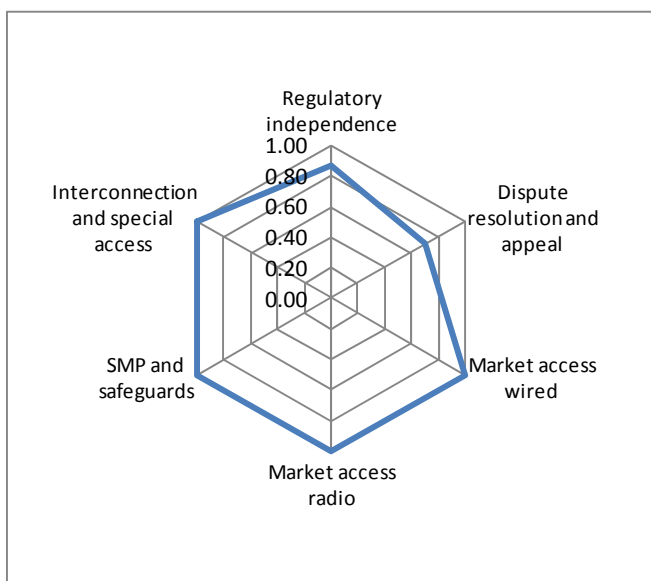 Regulatory
independence
1.00
0.80
0.60
0.40
0.20
0.00
Dispute
resolution and
appeal
Market access
wired
Market access
radio
SMP and
safeguards
Interconnection
and special
access